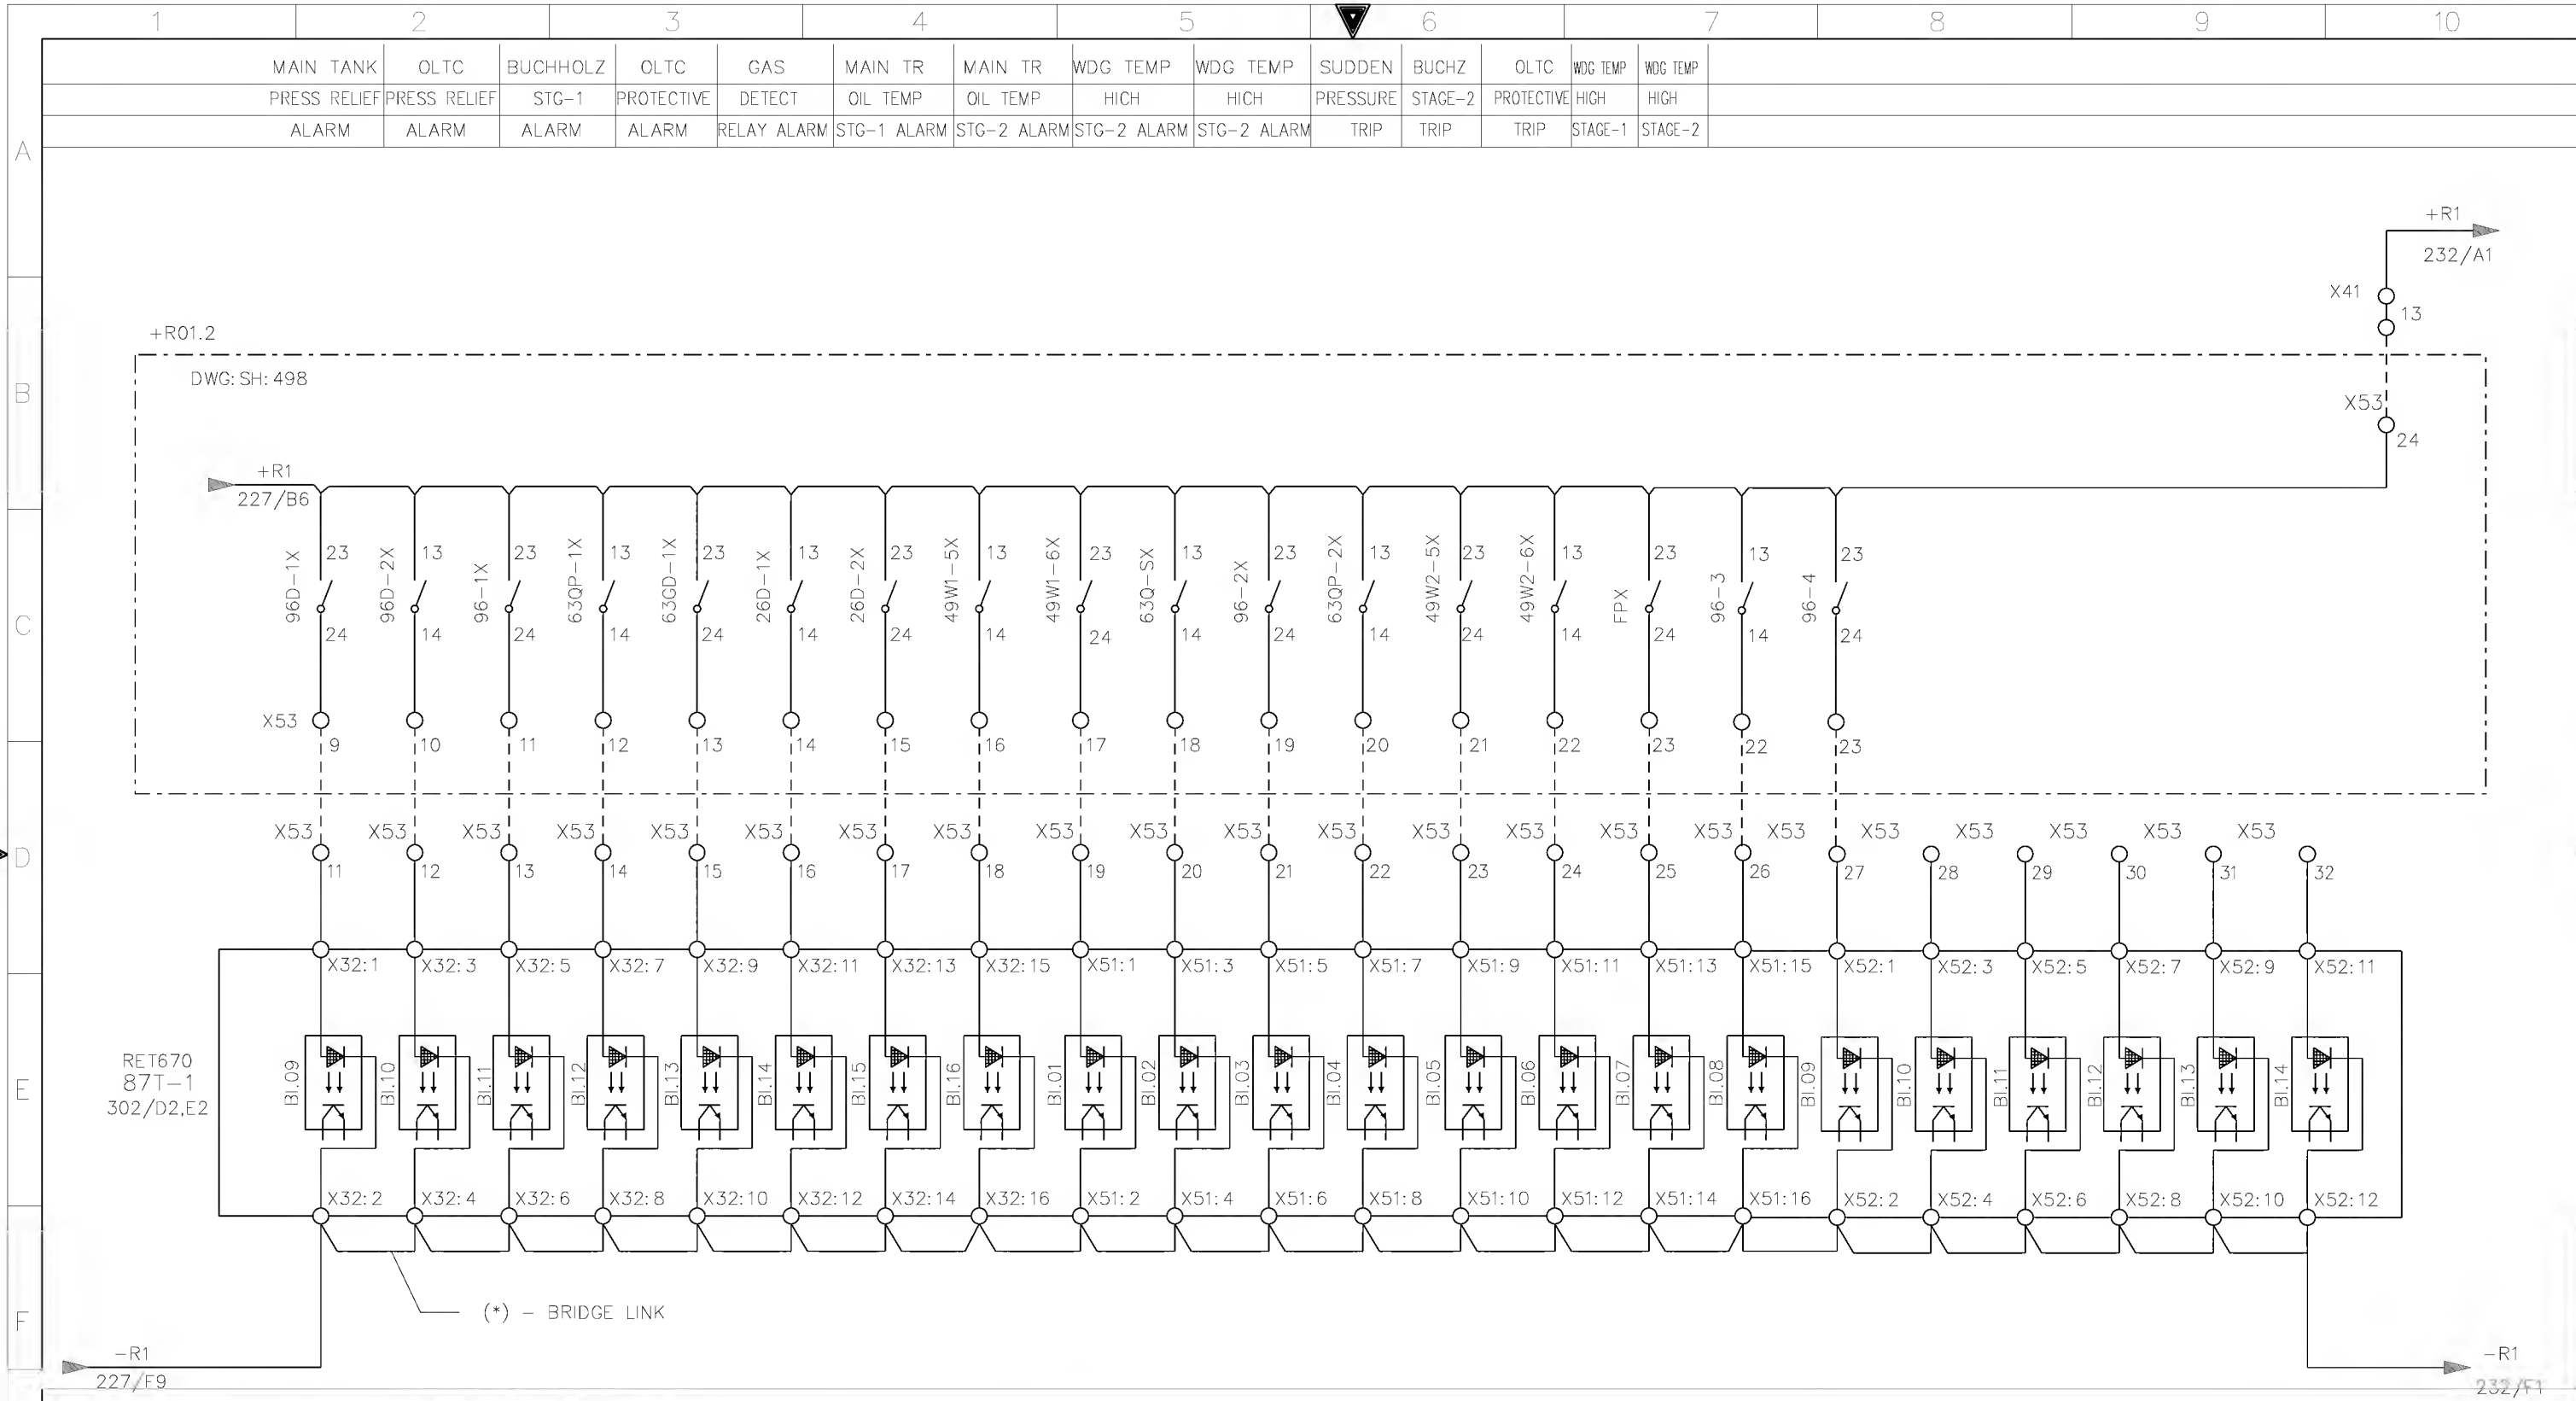 1 2 3 4 5 6 7 8 9 10
MAIN TANK OLTC BUCHHOLZ OLTC GAS MAIN TR MAIN TR WDG TEMP WDG TEMP SUDDEN BUCHZ OLTC WDG TEMP WDG TEMP
PRESS RELIEF PRESS RELIEF STG-1 PROTECTIVE DETECT OIL TEMP OIL TEMP HICH HICH PRESSURE STAGE-2 PROTECTIVE HIGH HIGH
ALARM ALARM ALARM ALARM RELAY ALARM STG-1 ALARM STG-2 ALARM STG-2 ALARM STG-2 ALARM TRIP TRIP TRIP STAGE-1 STAGE-2
A
+R1
232/A1
X41
13
+R01.2
DWG: SH: 498
B
X53
24
+R1
227/B6
23 13 23 13 23 13 23 13 23 13 23 13 23 13 23 13 23
96D-1X 96D-2X 96-1X 63QP-1X 63GD-1X 26D-1X 26D-2X 49W1-5X 49W1-6X 63Q-SX 96-2X 63QP-2X 49W2-5X 49W2-6X FPX 96-3 96-4
C
24 14 24 14 24 14 24 14 24 14 24 14 24 14 24 14 24
X53
9 10 11 12 13 14 15 16 17 18 19 20 21 22 23 22 23
X53 X53 X53 X53 X53 X53 X53 X53 X53 X53 X53 X53 X53 X53 X53 X53 X53 X53 X53 X53 X53 X53
D
11 12 13 14 15 16 17 18 19 20 21 22 23 24 25 26 27 28 29 30 31 32
X32:1 X32:3 X32:5 X32:7 X32:9 X32:11 X32:13 X32:15 X51:1 X51:3 X51:5 X51:7 X51:9 X51:11 X51:13 X51:15 X52:1 X52:3 X52:5 X52:7 X52:9 X52:11
E
RET670
87T-1
302/D2,E2
BI.09 BI.10 BI.11 BI.12 BI.13 BI.14 BI.15 BI.16 BI.01 BI.02 BI.03 BI.04 BI.05 BI.06 BI.07 BI.08 BI.09 BI.10 BI.11 BI.12 BI.13 BI.14
X32:2 X32:4 X32:6 X32:8 X32:10 X32:12 X32:14 X32:16 X51:2 X51:4 X51:6 X51:8 X51:10 X51:12 X51:14 X51:16 X52:2 X52:4 X52:6 X52:8 X52:10 X52:12
(*) - BRIDGE LINK
F
-R1
227/F9
-R1
232/F1